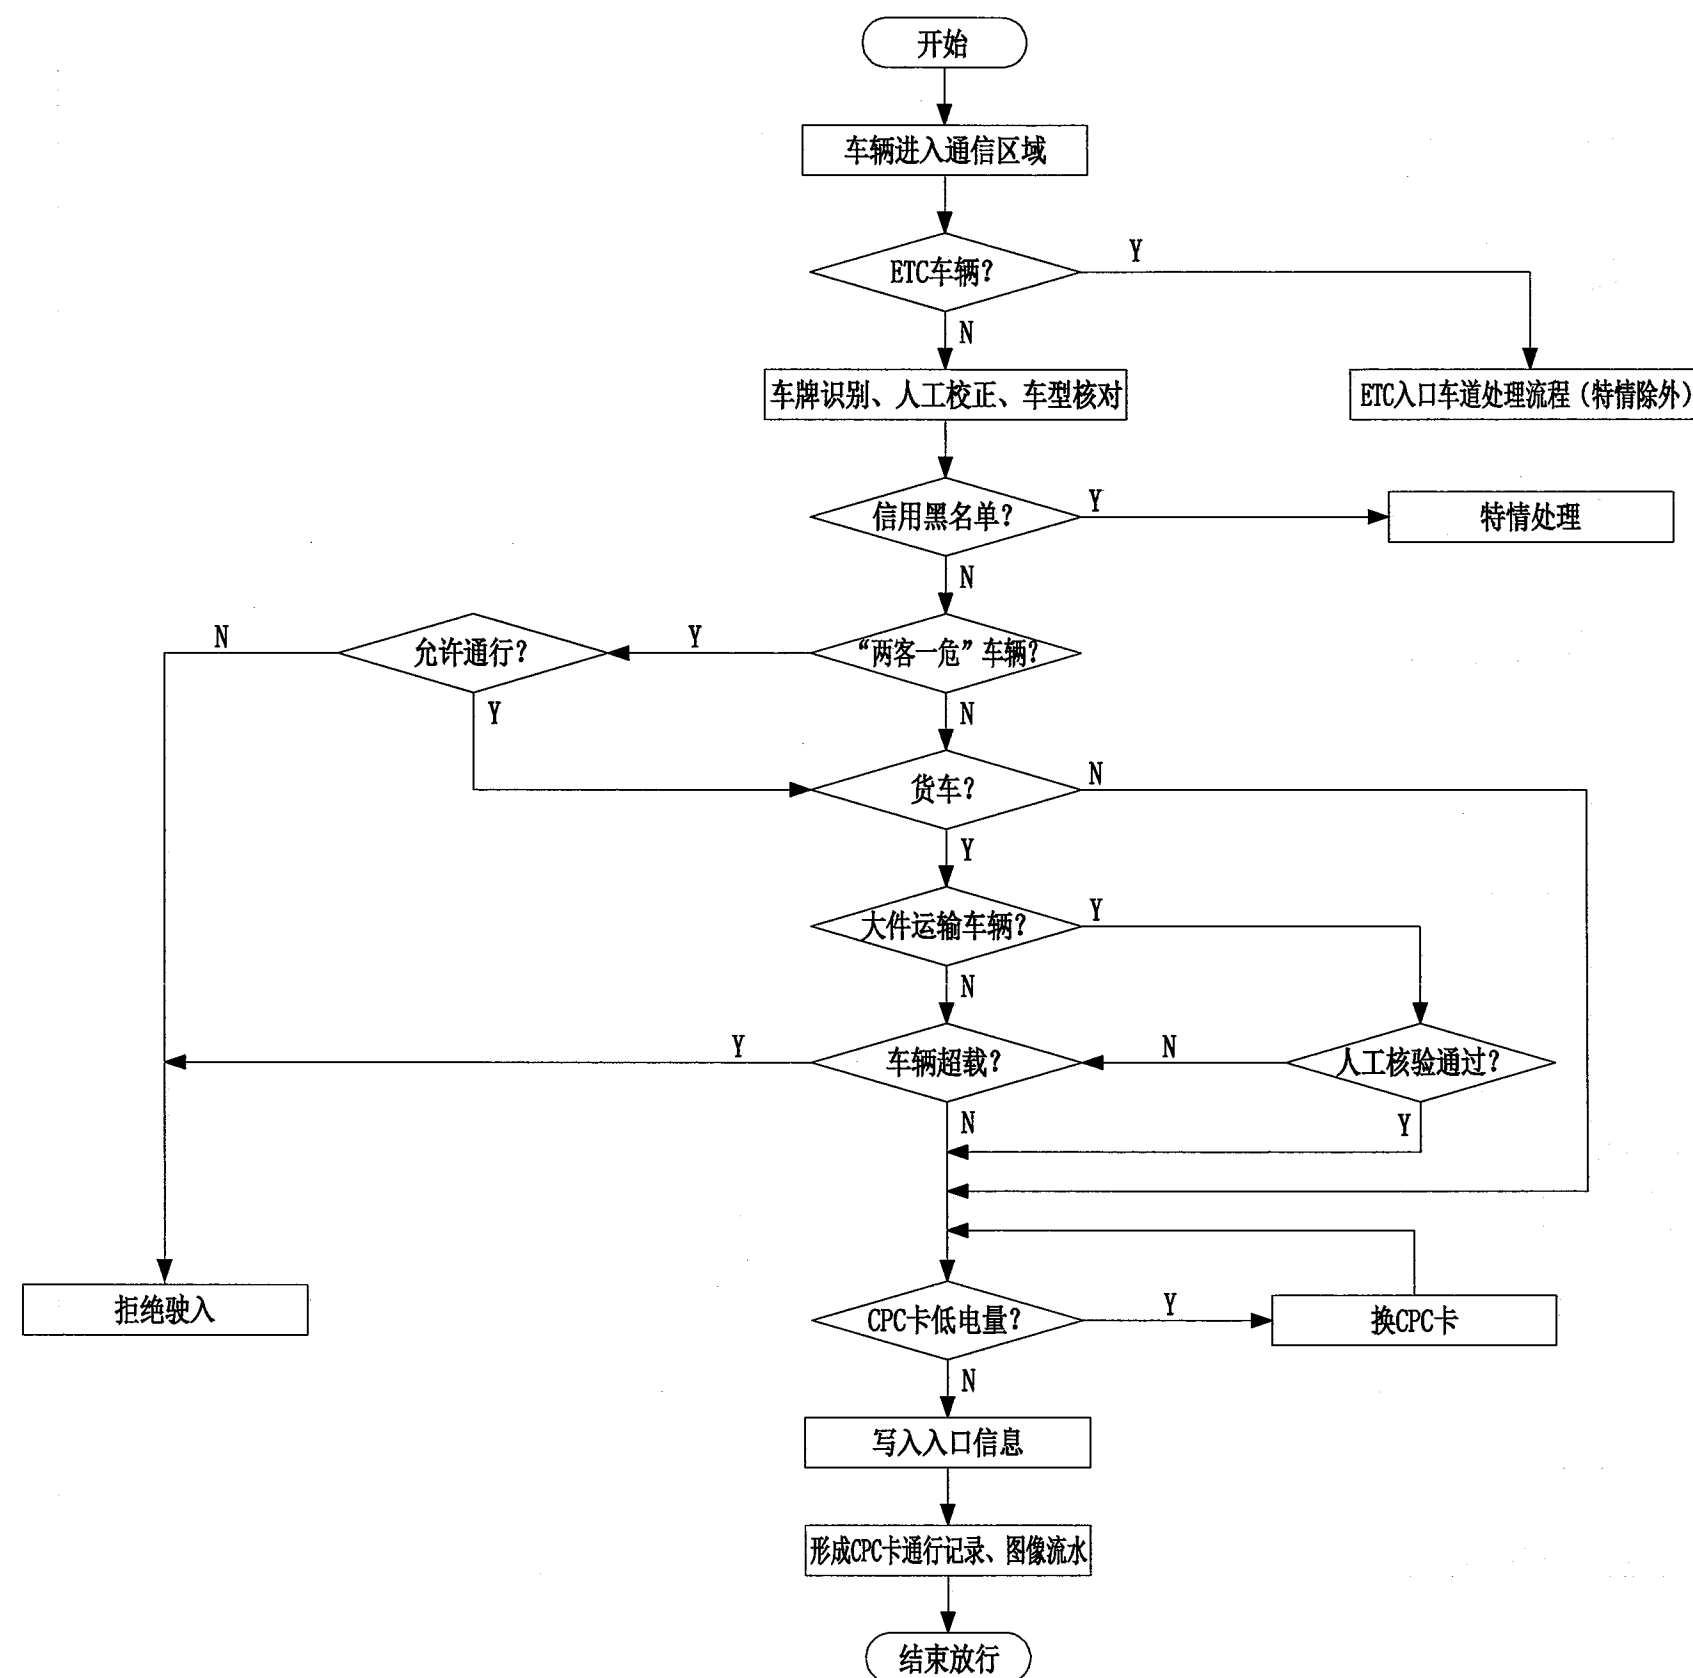 开始
车辆进入通信区域
ETC车辆?
Y
N
车牌识别、人工校正、车型核对
ETC入口车道处理流程（特情除外）
信用黑名单?
Y
特情处理
N
N
允许通行?
Y
“两客一危”车辆?
Y
N
货车?
N
Y
大件运输车辆?
Y
N
Y
车辆超载?
N
人工核验通过?
N
Y
拒绝驶入
CPC卡低电量?
Y
换CPC卡
N
写入入口信息
形成CPC卡通行记录、图像流水
结束放行